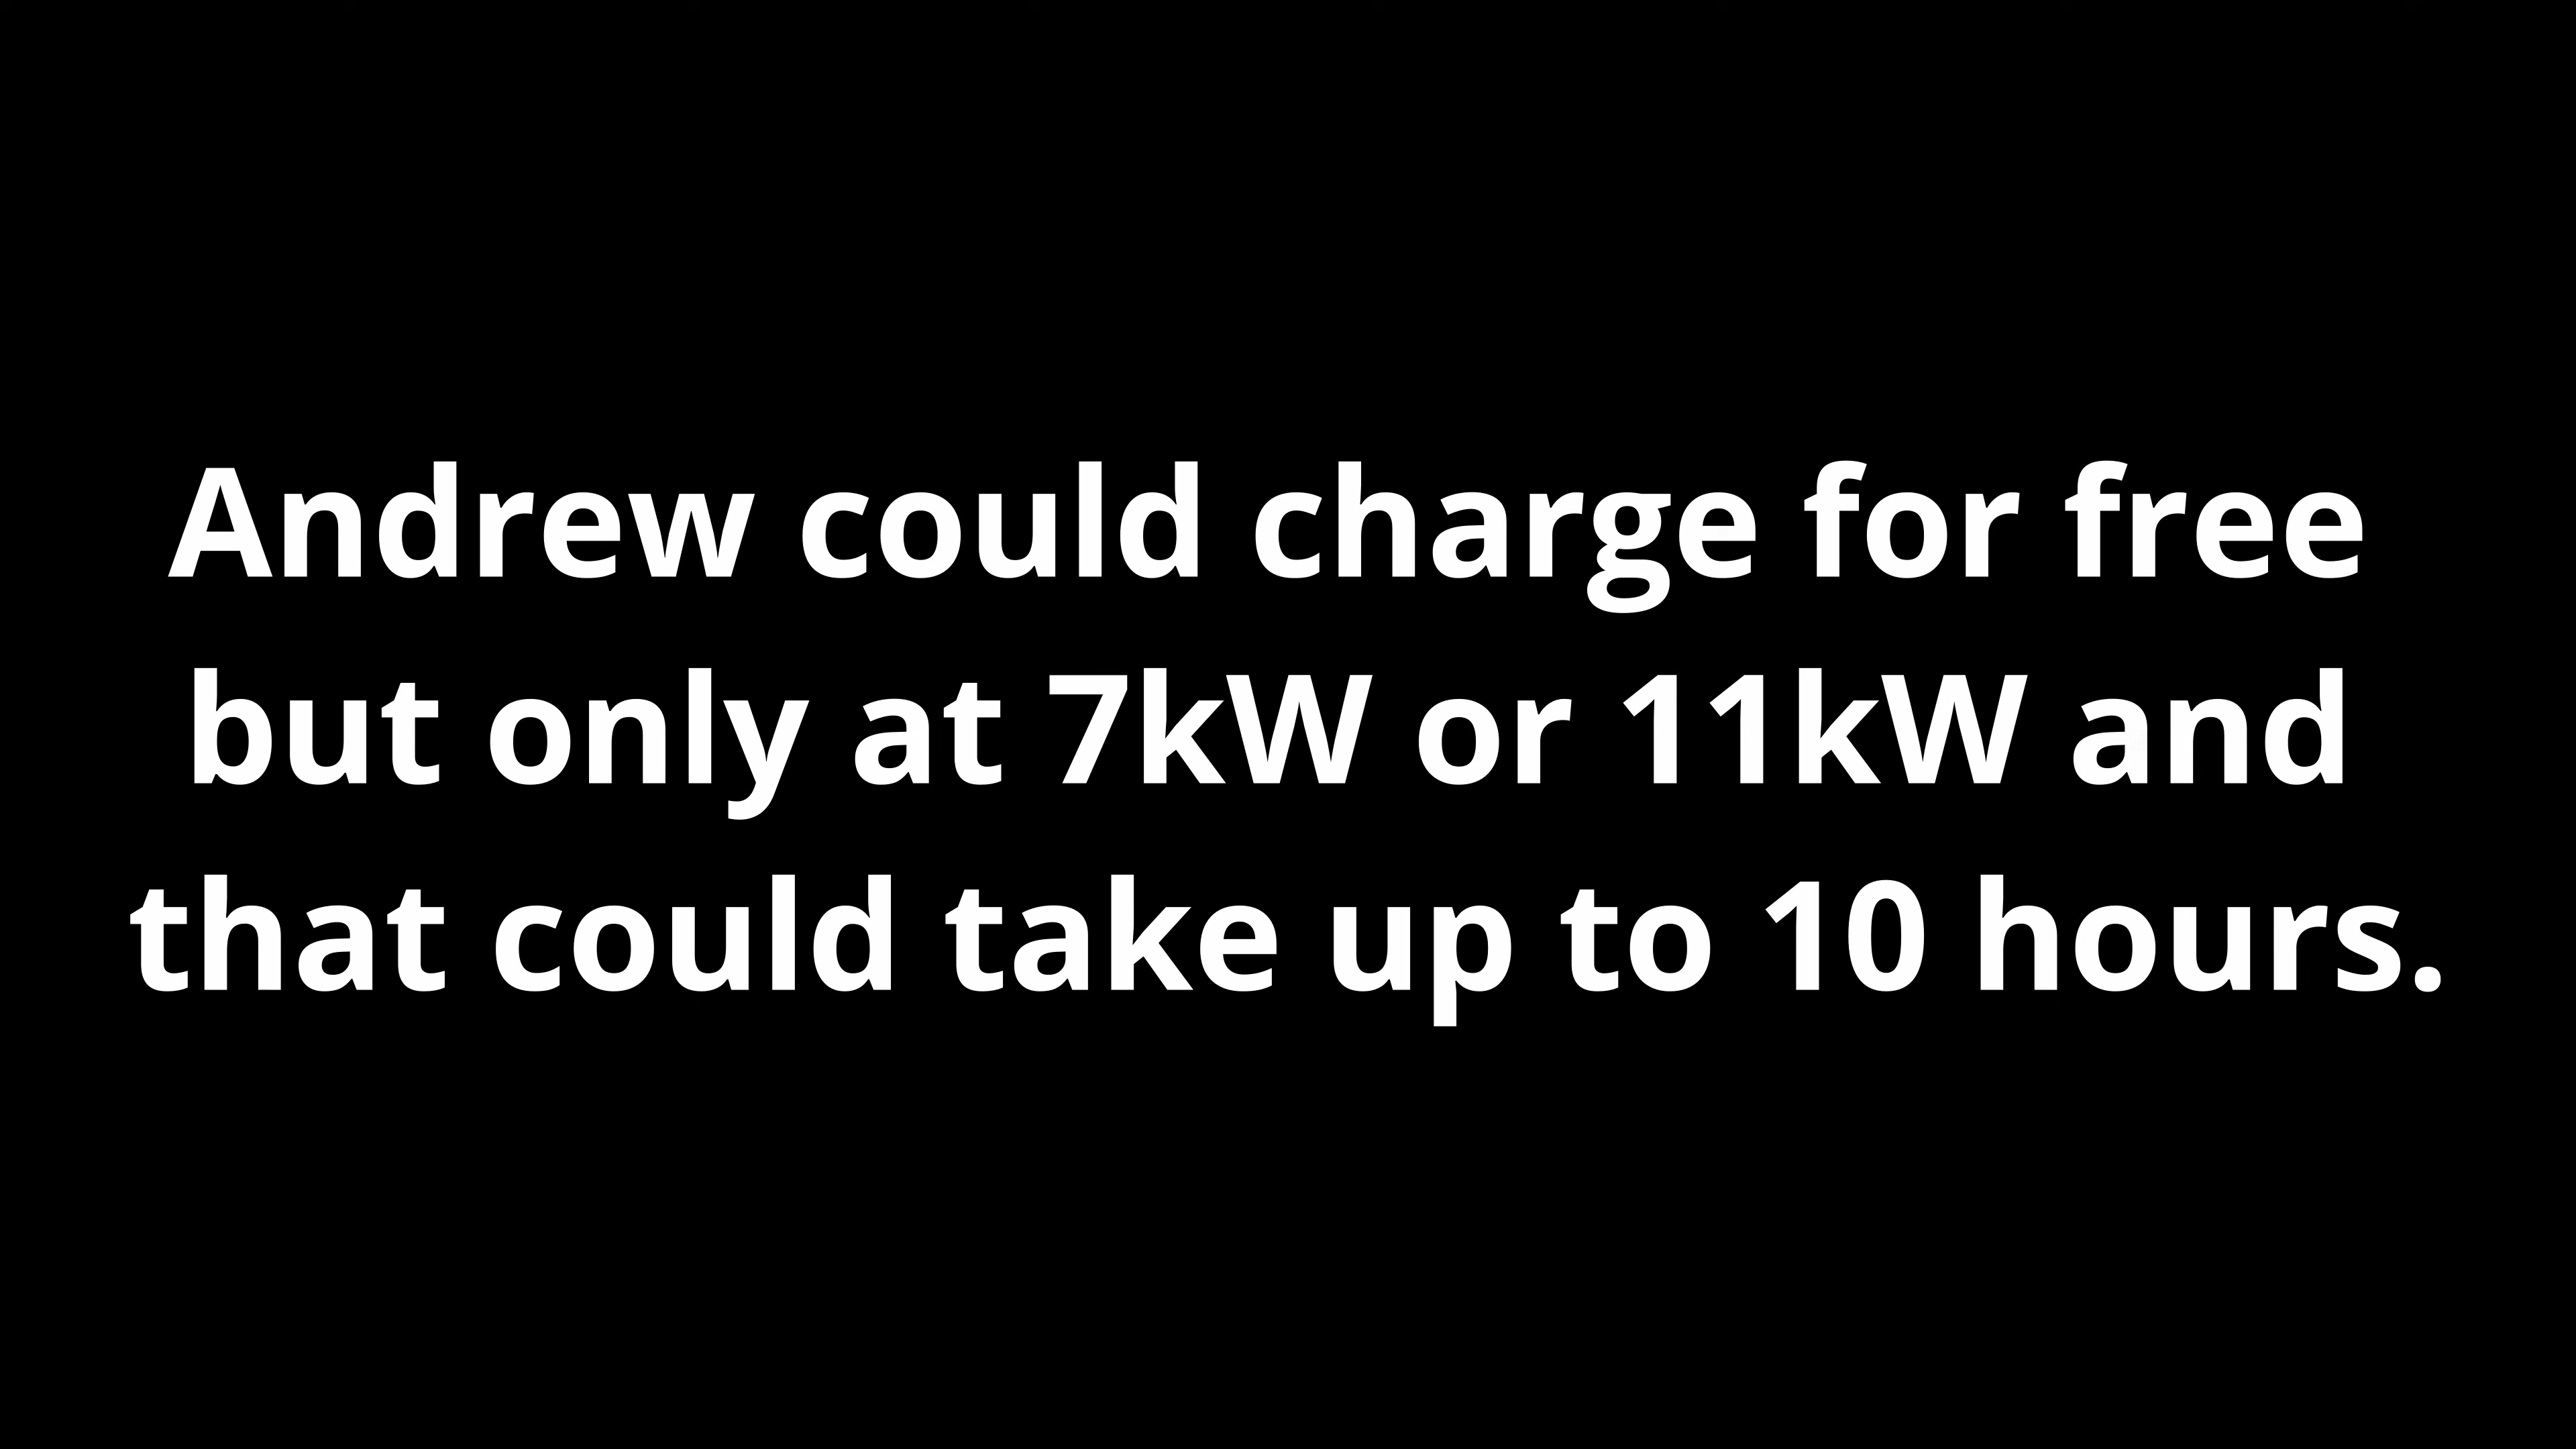 Andrew could charge for free
but only at 7kW or 11kW and
that could take up to 10 hours.